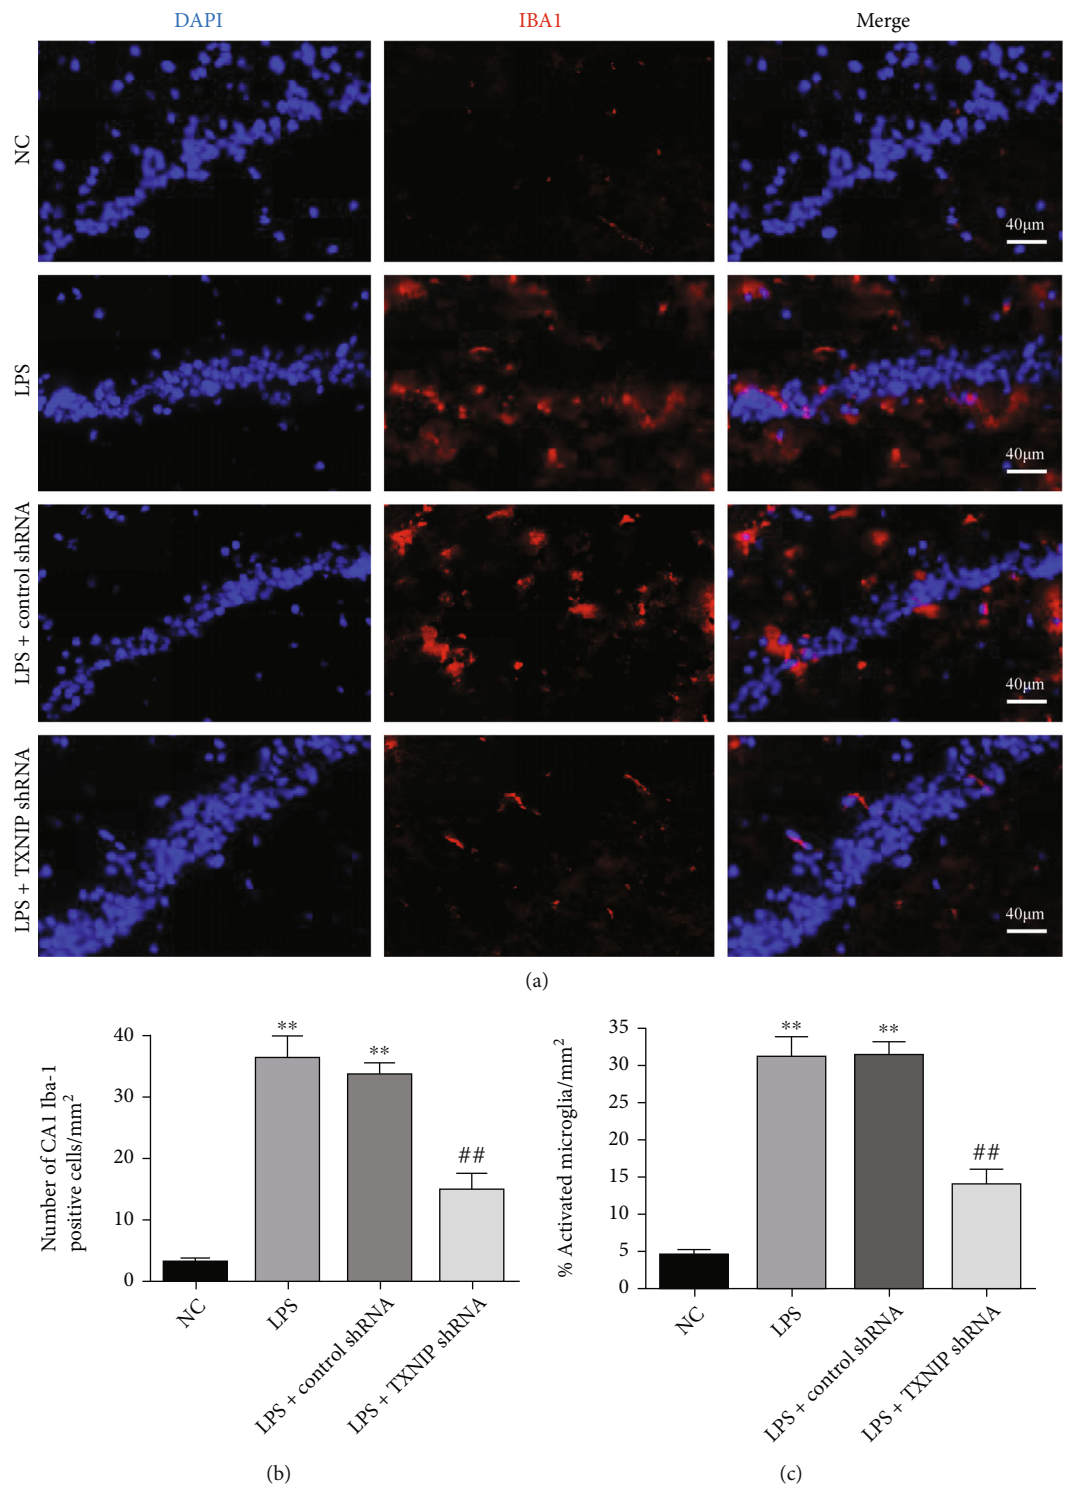 DAPI
IBA1
Merge
NC
40μm
LPS
40μm
LPS + control shRNA
40μm
LPS + TXNIP shRNA
40μm
(a)
Number of CA1 Iba-1
positive cells/mm²
40
30
20
10
0
**
**
##
NC
LPS
LPS + control shRNA
LPS + TXNIP shRNA
(b)
% Activated microglia/mm²
35
30
25
20
15
10
5
0
**
**
##
NC
LPS
LPS + control shRNA
LPS + TXNIP shRNA
(c)